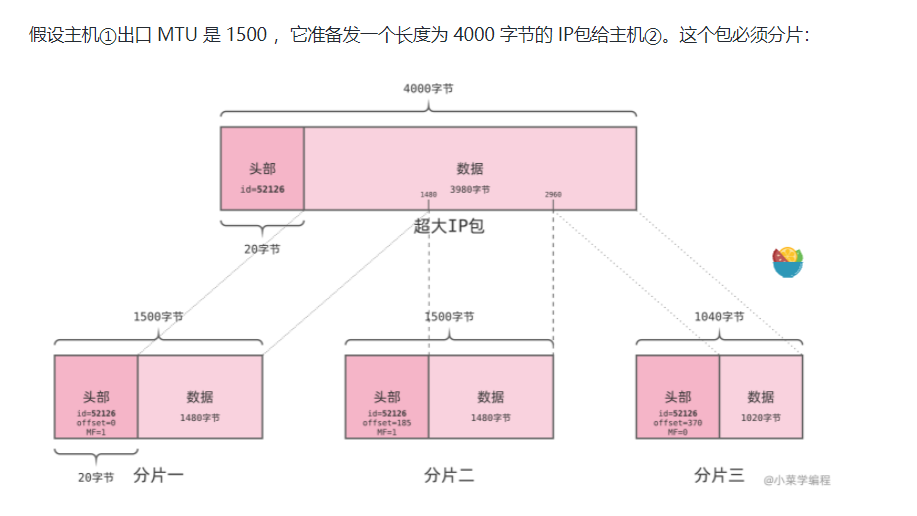 假设主机①出口 MTU 是 1500 ，它准备发一个长度为 4000 字节的 IP包给主机②。这个包必须分片：
4000字节
头部
id=52126
数据
3980字节
1480
2960
20字节
超大IP包
1500字节
头部
id=52126
offset=0
MF=1
数据
1480字节
20字节
分片一
1500字节
头部
id=52126
offset=185
MF=1
数据
1480字节
分片二
1040字节
头部
id=52126
offset=370
MF=0
数据
1020字节
分片三
@小菜学编程